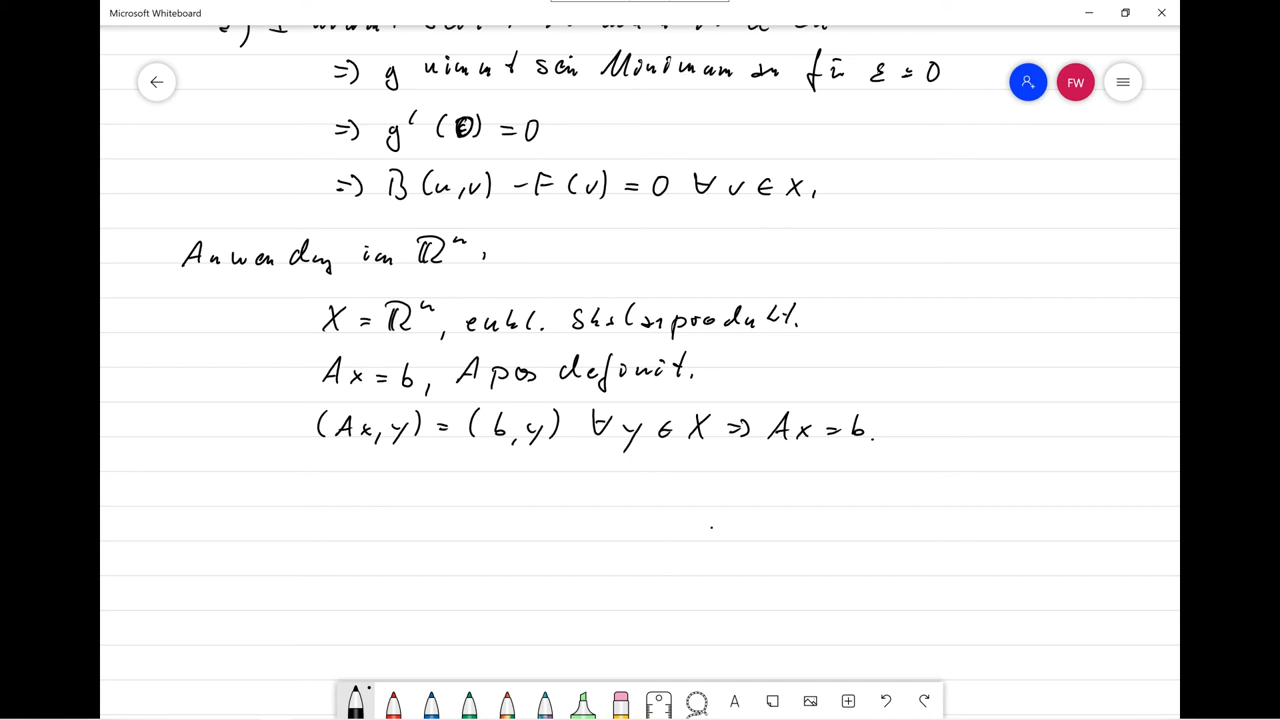 Microsoft Whiteboard
=> g nimmt sein Minimum an für ε = 0
FW
=> g' (0) = 0
=> B (u,v) - F (v) = 0 ∀ v ∈ X.
Anwendung im ℝⁿ.
X = ℝⁿ, eukl. Skalarprodukt.
Ax = b, A pos definit.
(Ax, y) = (b, y) ∀ y ∈ X => Ax = b.
A